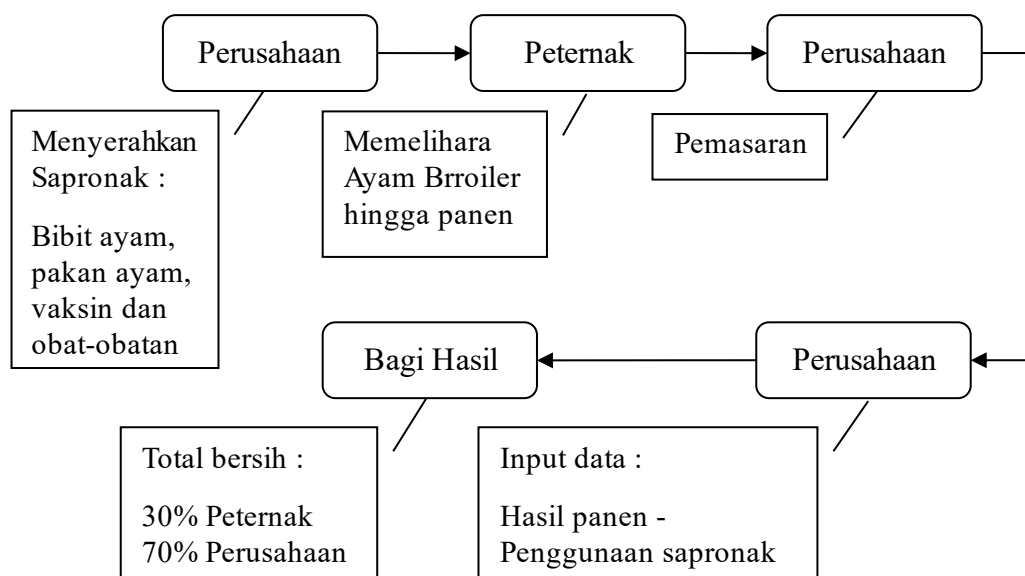 Perusahaan
Peternak
Perusahaan
Menyerahkan
Sapronak :
Bibit ayam,
pakan ayam,
vaksin dan
obat-obatan
Memelihara
Ayam Brroiler
hingga panen
Pemasaran
Bagi Hasil
Perusahaan
Total bersih :
30% Peternak
70% Perusahaan
Input data :
Hasil panen -
Penggunaan sapronak